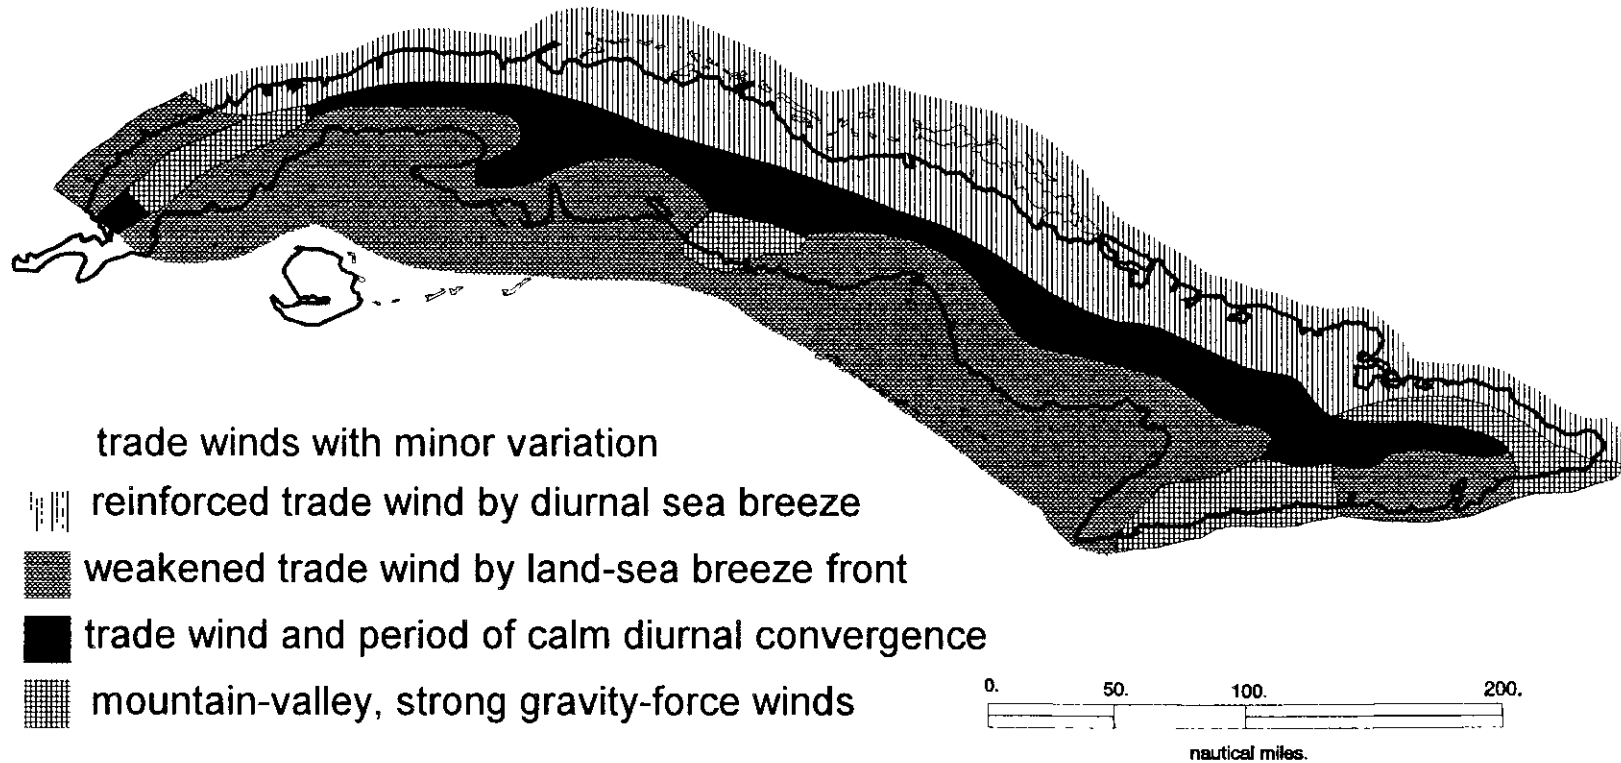 trade winds with minor variation
reinforced trade wind by diurnal sea breeze
weakened trade wind by land-sea breeze front
trade wind and period of calm diurnal convergence
mountain-valley, strong gravity-force winds
0. 50. 100. 200.
nautical miles.